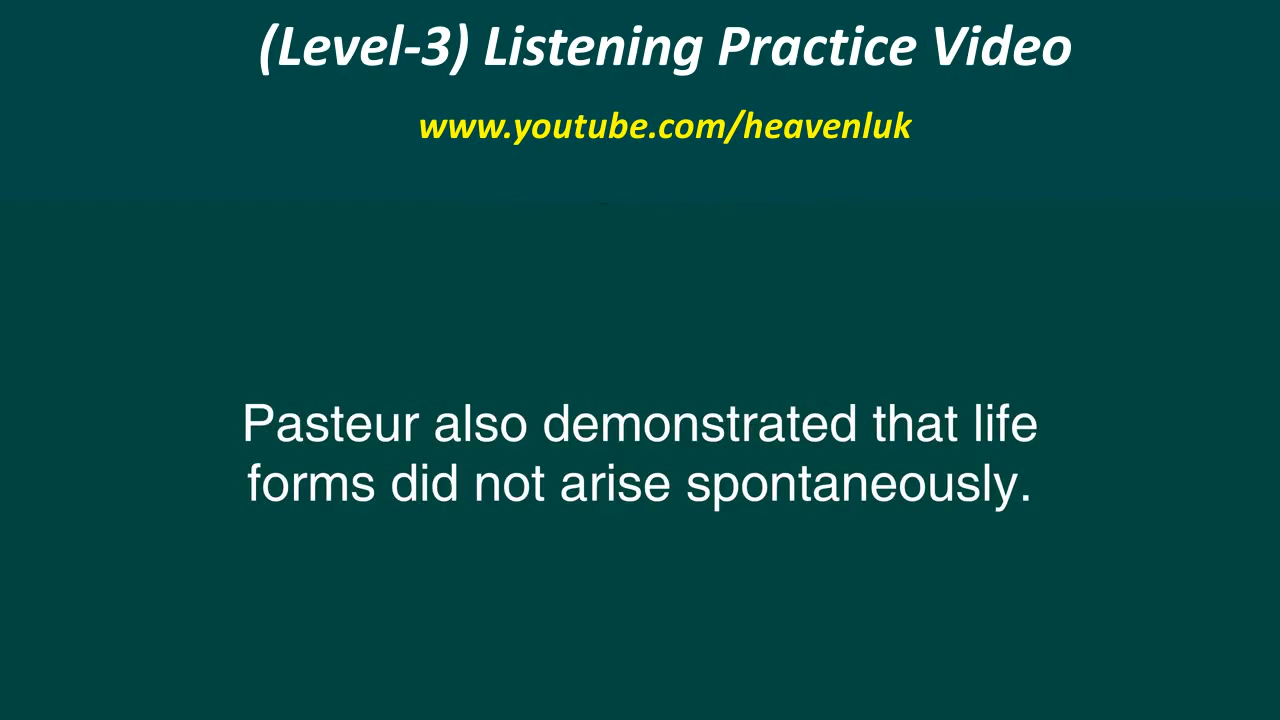 (Level-3) Listening Practice Video
www.youtube.com/heavenluk
Pasteur also demonstrated that life
forms did not arise spontaneously.